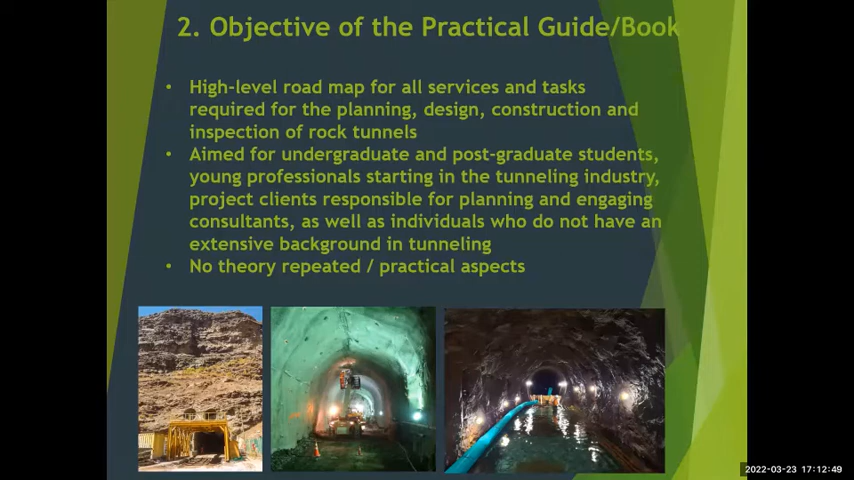 2. Objective of the Practical Guide/Book
• High-level road map for all services and tasks
required for the planning, design, construction and
inspection of rock tunnels
• Aimed for undergraduate and post-graduate students,
young professionals starting in the tunneling industry,
project clients responsible for planning and engaging
consultants, as well as individuals who do not have an
extensive background in tunneling
• No theory repeated / practical aspects
2022-03-23 17:12:49